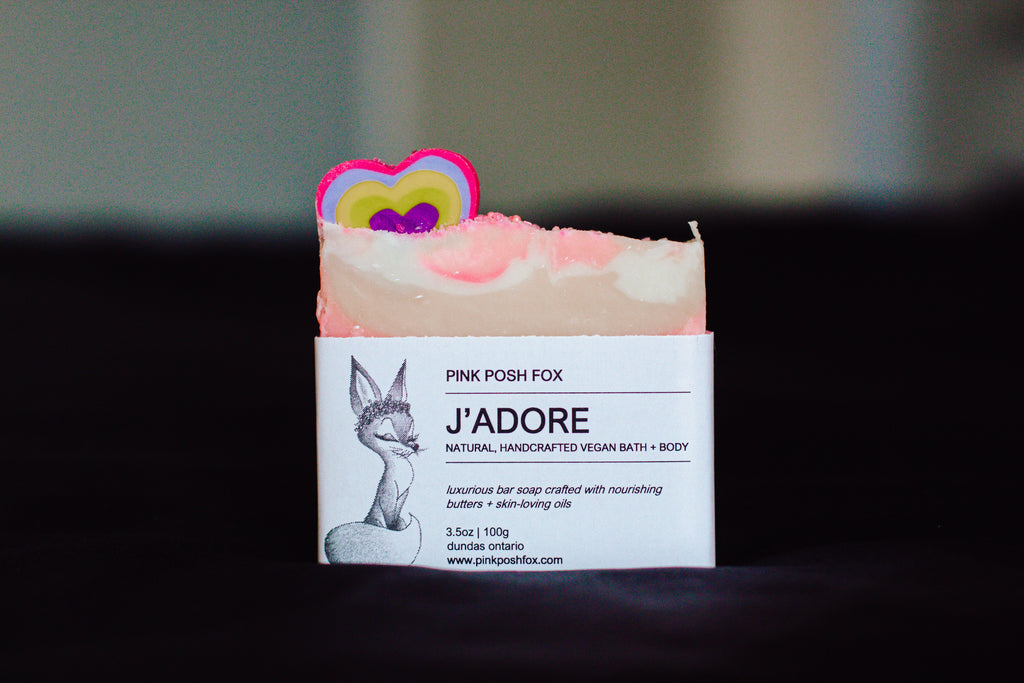 PINK POSH FOX
J'ADORE
NATURAL, HANDCRAFTED VEGAN BATH + BODY
luxurious bar soap crafted with nourishing
butters + skin-loving oils
3.5oz | 100g
dundas ontario
www.pinkposhfox.com